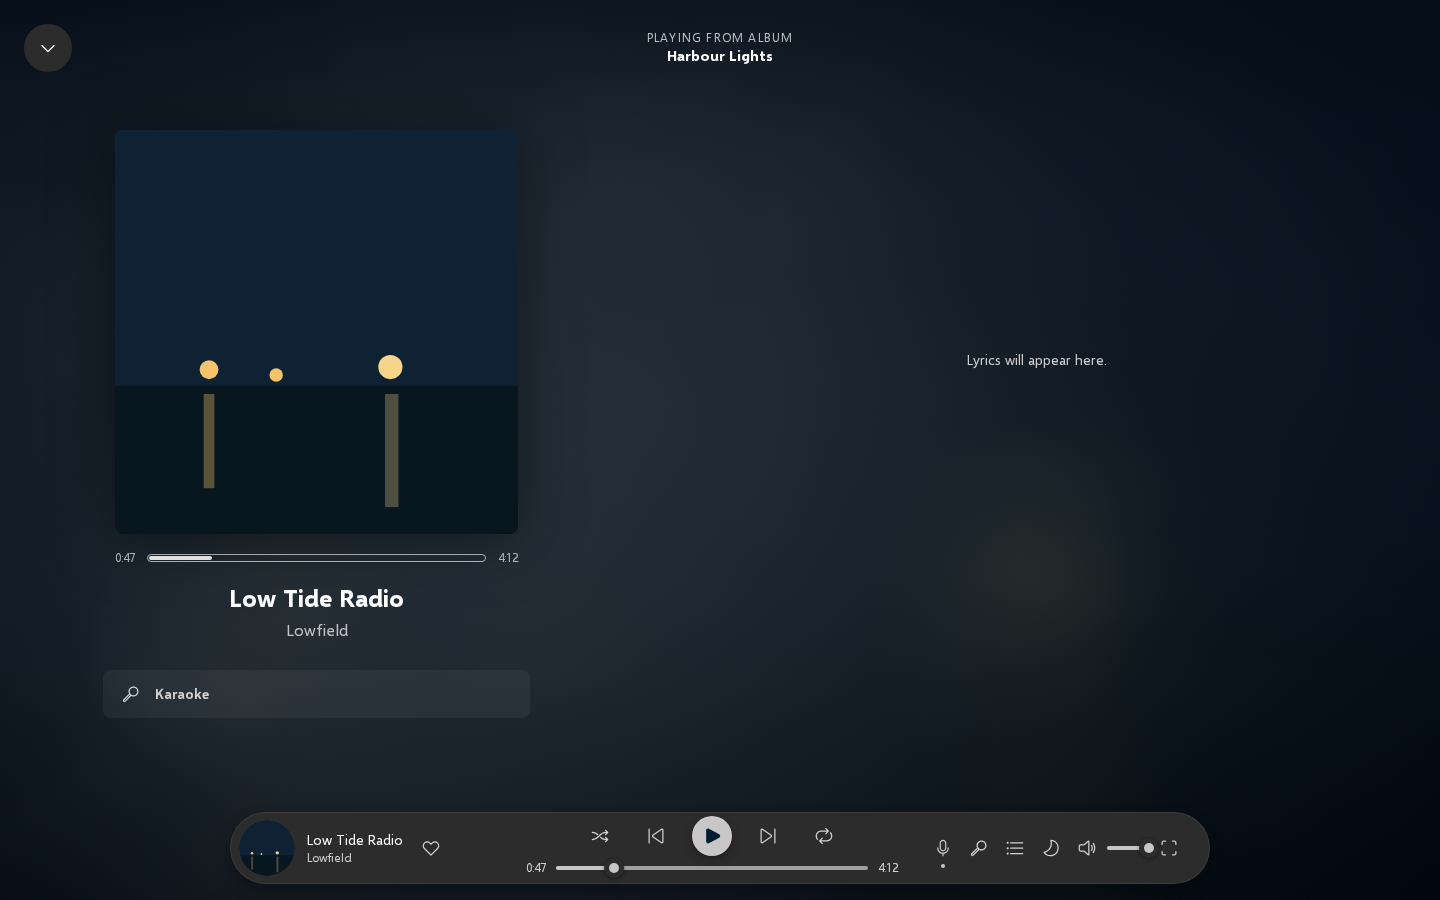 PLAYING FROM ALBUM
Harbour Lights
Lyrics will appear here.
0:47
4:12
Low Tide Radio
Lowfield
Karaoke
Low Tide Radio
Lowfield
0:47
4:12